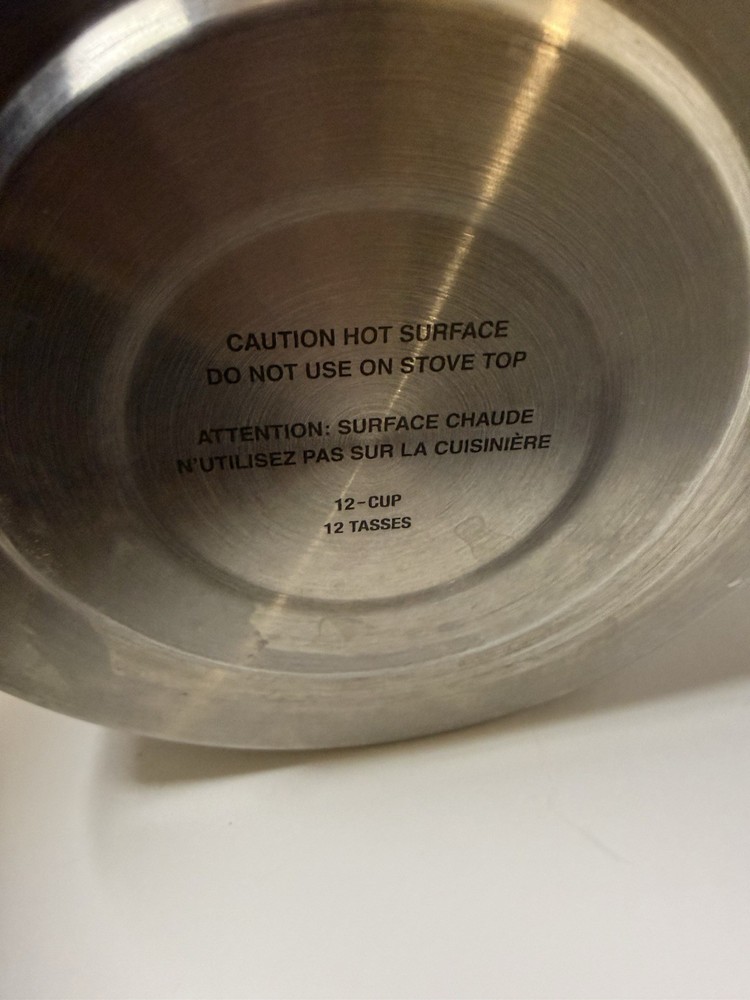 CAUTION HOT SURFACE
DO NOT USE ON STOVE TOP
ATTENTION: SURFACE CHAUDE
N'UTILISEZ PAS SUR LA CUISINIÈRE
12-CUP
12 TASSES